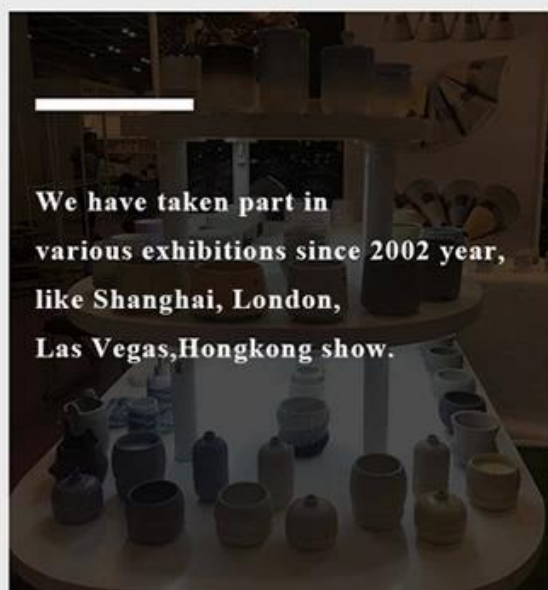 We have taken part in
various exhibitions since 2002 year,
like Shanghai, London,
Las Vegas,Hongkong show.